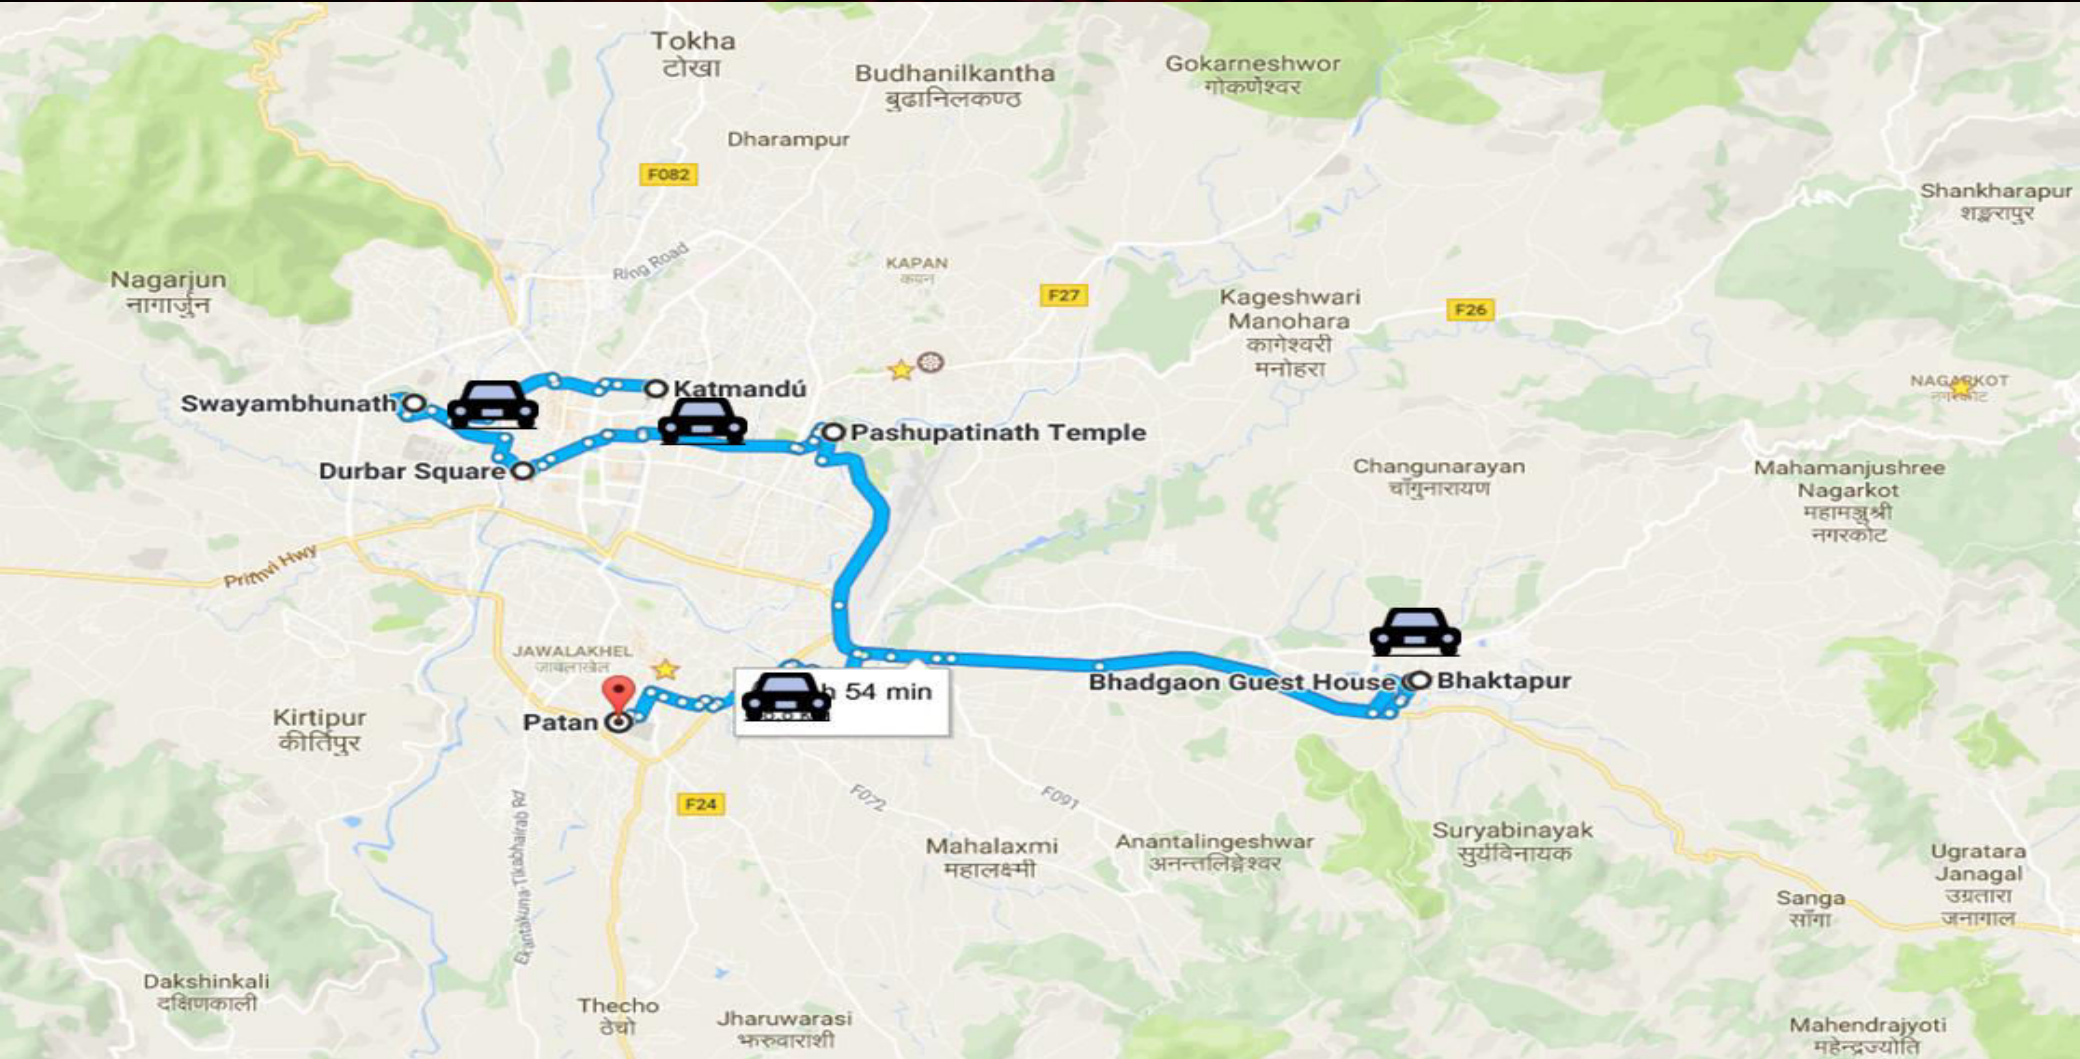 Tokha
टोखा
Budhanilkantha
बुढानिलकण्ठ
Gokarneshwor
गोकर्णेश्वर
Dharampur
F082
Shankharapur
शङ्खरापुर
Ring Road
KAPAN
कपन
Nagarjun
नागार्जुन
F27
Kageshwari
Manohara
कागेश्वरी
मनोहरा
F26
NAGARKOT
नगरकोट
Swayambhunath
Katmandú
Pashupatinath Temple
Durbar Square
Changunarayan
चाँगुनारायण
Mahamanjushree
Nagarkot
महामञ्जुश्री
नगरकोट
Prithvi Hwy
JAWALAKHEL
जावलाखेल
h 54 min
Bhadgaon Guest House
Bhaktapur
Patan
Kirtipur
कीर्तिपुर
F24
F072
F091
Ekantakuna-Tikabhairab Rd
Mahalaxmi
महालक्ष्मी
Anantalingeshwar
अनन्तलिङ्गेश्वर
Suryabinayak
सुर्यविनायक
Ugratara
Janagal
उग्रतारा
जनागाल
Sanga
साँगा
Dakshinkali
दक्षिणकाली
Thecho
ठेचो
Jharuwarasi
झरुवाराशी
Mahendrajyoti
महेन्द्रज्योति